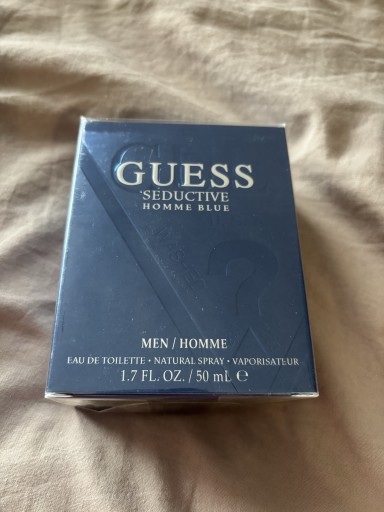 GUESS
SEDUCTIVE
HOMME BLUE
MEN / HOMME
EAU DE TOILETTE • NATURAL SPRAY • VAPORISATEUR
1.7 FL. OZ. / 50 mL ℮